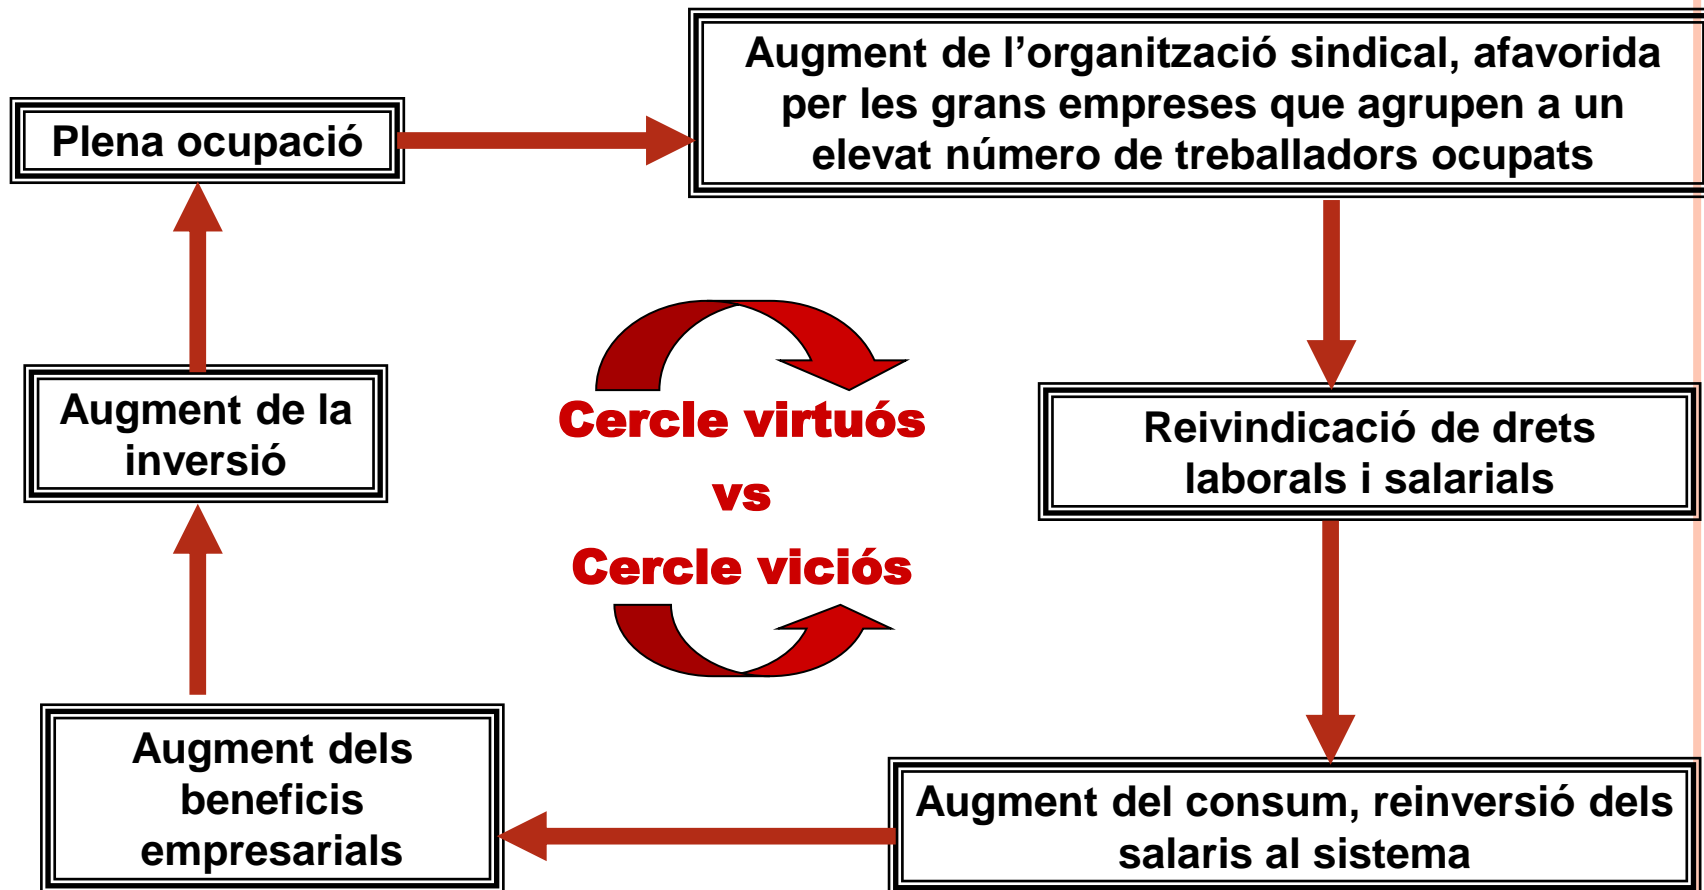 Augment de l’organització sindical, afavorida
per les grans empreses que agrupen a un
elevat número de treballadors ocupats
Plena ocupació
Augment de la
inversió
Cercle virtuós
vs
Cercle viciós
Reivindicació de drets
laborals i salarials
Augment dels
beneficis
empresarials
Augment del consum, reinversió dels
salaris al sistema